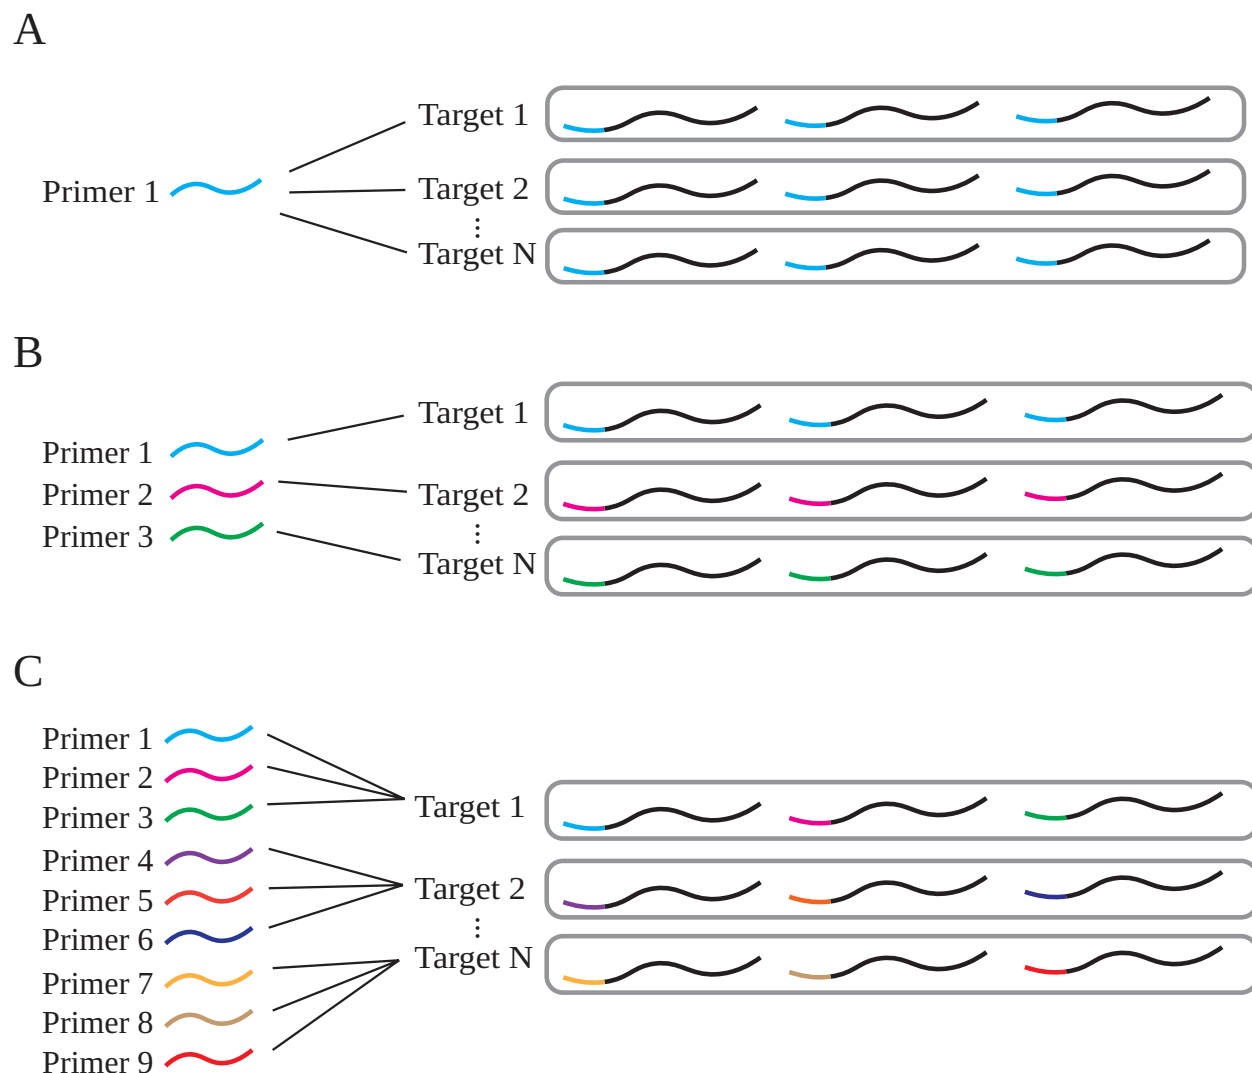 A
Primer 1
Target 1
Target 2
Target N
B
Primer 1
Primer 2
Primer 3
Target 1
Target 2
Target N
C
Primer 1
Primer 2
Primer 3
Primer 4
Primer 5
Primer 6
Primer 7
Primer 8
Primer 9
Target 1
Target 2
Target N